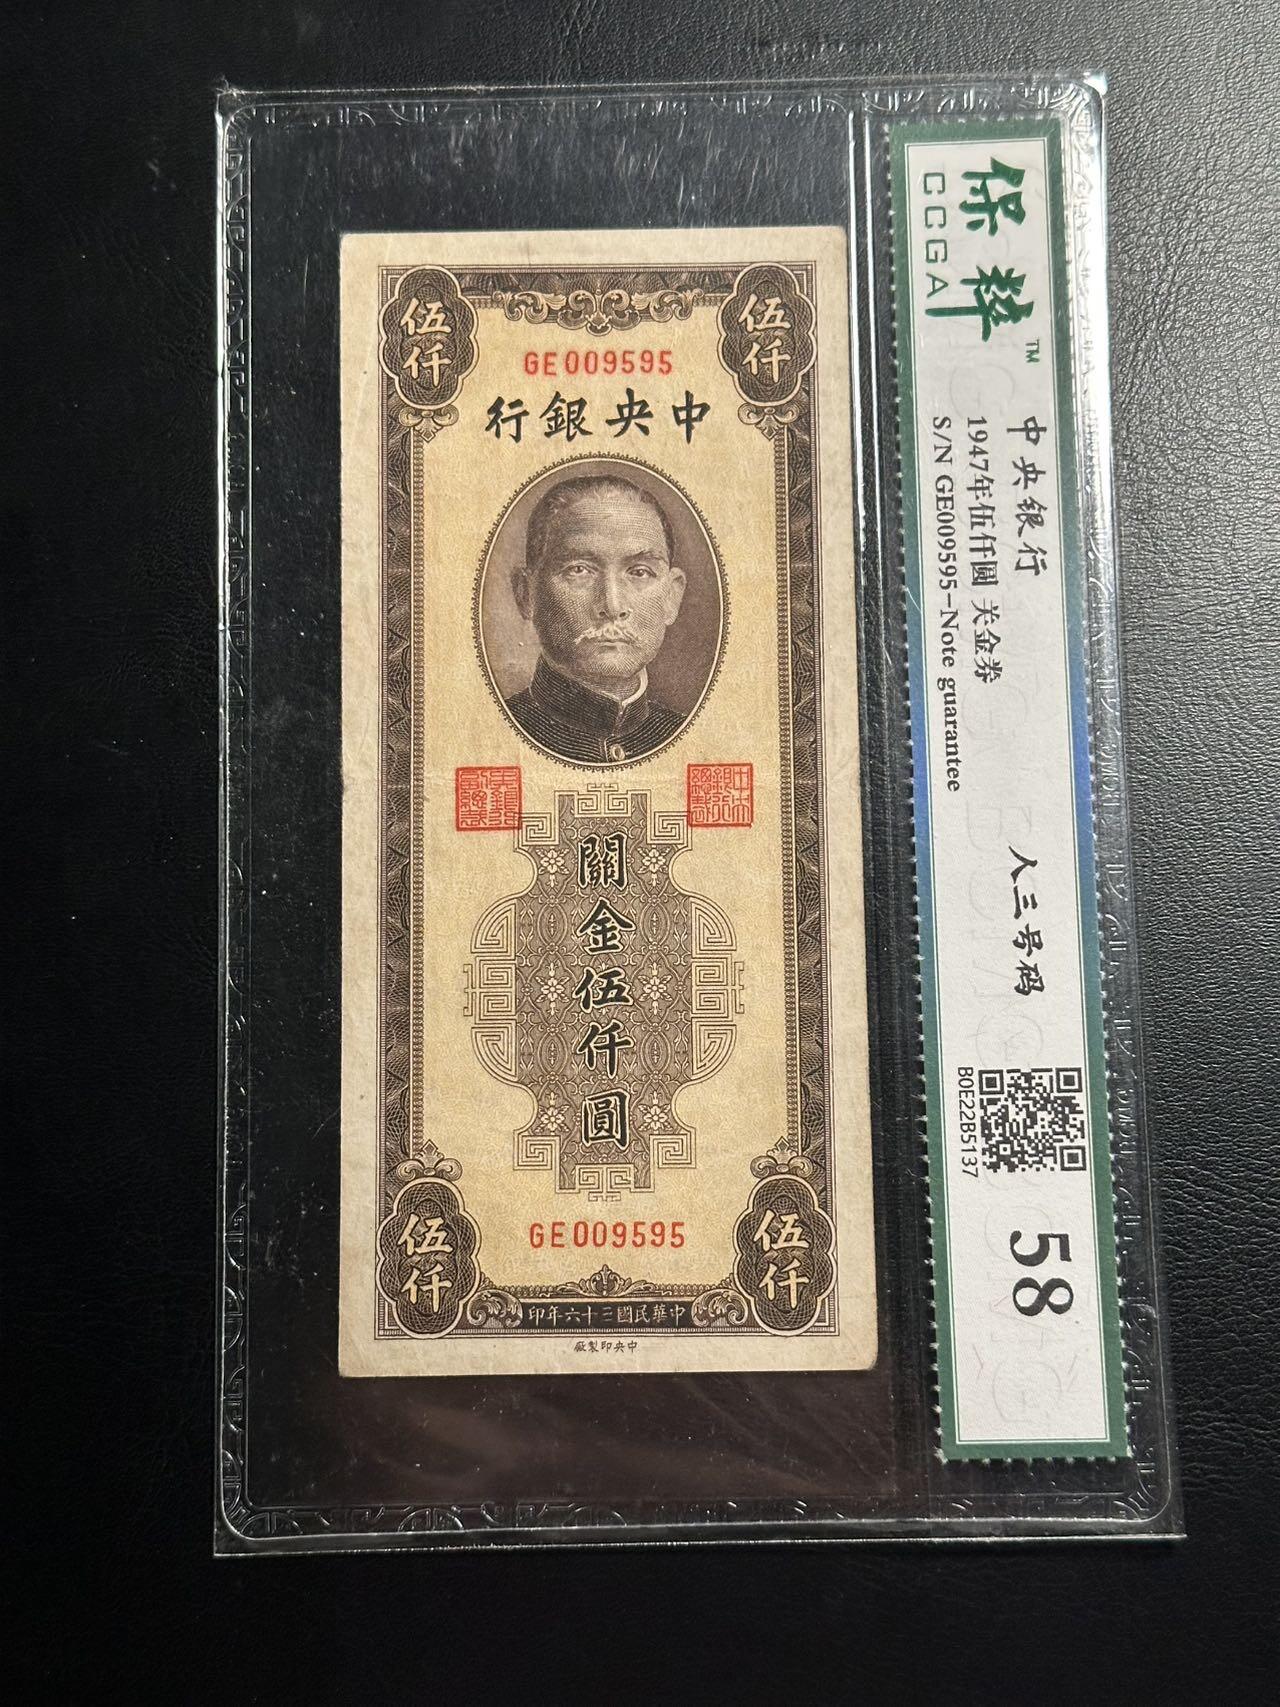 伍仟
伍仟
GE009595
行銀央中
關金伍仟圓
GE009595
伍仟
伍仟
印年六十三國民華中
廠製印央中
保粹 TM
CCGA
中央银行
1947年伍仟圆 关金券
S/N GE009595-Note guarantee
人三号码
B0E22B5137
58